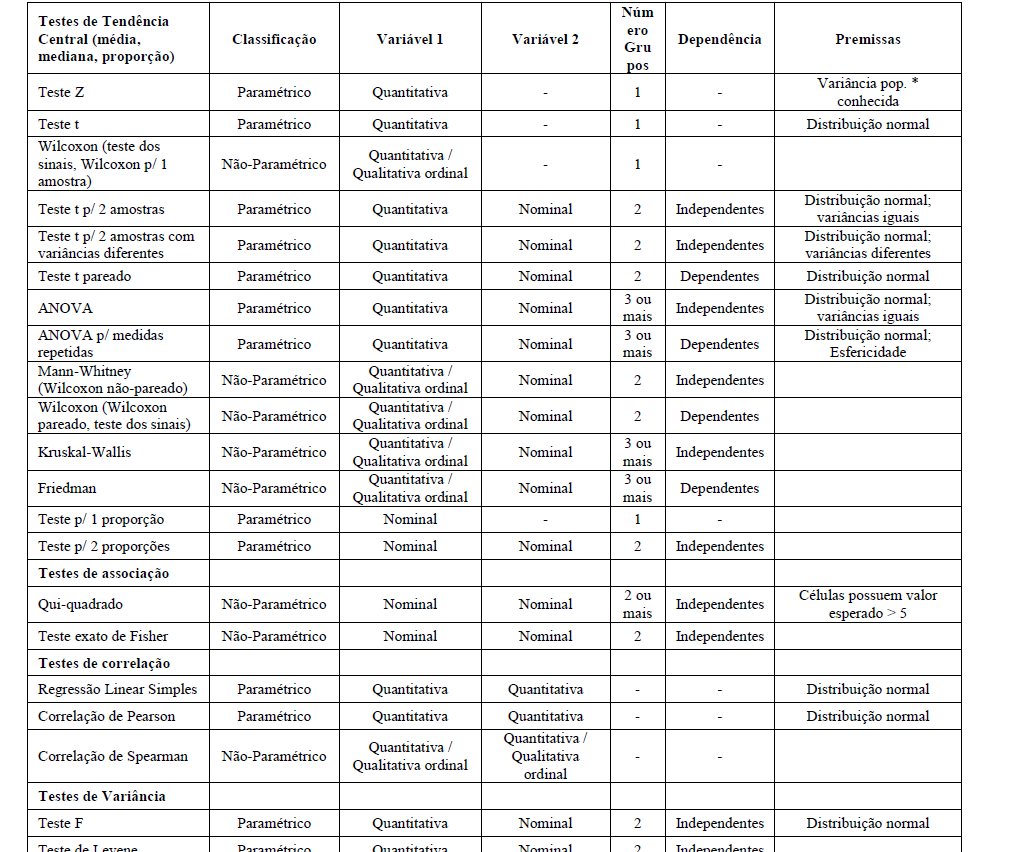 Testes de Tendência Central (média, mediana, proporção) Classificação Variável 1 Variável 2 Núm ero Gru pos Dependência Premissas
Teste Z Paramétrico Quantitativa - 1 - Variância pop. * conhecida
Teste t Paramétrico Quantitativa - 1 - Distribuição normal
Wilcoxon (teste dos sinais, Wilcoxon p/ 1 amostra) Não-Paramétrico Quantitativa / Qualitativa ordinal - 1 -
Teste t p/ 2 amostras Paramétrico Quantitativa Nominal 2 Independentes Distribuição normal; variâncias iguais
Teste t p/ 2 amostras com variâncias diferentes Paramétrico Quantitativa Nominal 2 Independentes Distribuição normal; variâncias diferentes
Teste t pareado Paramétrico Quantitativa Nominal 2 Dependentes Distribuição normal
ANOVA Paramétrico Quantitativa Nominal 3 ou mais Independentes Distribuição normal; variâncias iguais
ANOVA p/ medidas repetidas Paramétrico Quantitativa Nominal 3 ou mais Dependentes Distribuição normal; Esfericidade
Mann-Whitney (Wilcoxon não-pareado) Não-Paramétrico Quantitativa / Qualitativa ordinal Nominal 2 Independentes
Wilcoxon (Wilcoxon pareado, teste dos sinais) Não-Paramétrico Quantitativa / Qualitativa ordinal Nominal 2 Dependentes
Kruskal-Wallis Não-Paramétrico Quantitativa / Qualitativa ordinal Nominal 3 ou mais Independentes
Friedman Não-Paramétrico Quantitativa / Qualitativa ordinal Nominal 3 ou mais Dependentes
Teste p/ 1 proporção Paramétrico Nominal - 1 -
Teste p/ 2 proporções Paramétrico Nominal Nominal 2 Independentes
Testes de associação
Qui-quadrado Não-Paramétrico Nominal Nominal 2 ou mais Independentes Células possuem valor esperado > 5
Teste exato de Fisher Não-Paramétrico Nominal Nominal 2 Independentes
Testes de correlação
Regressão Linear Simples Paramétrico Quantitativa Quantitativa - - Distribuição normal
Correlação de Pearson Paramétrico Quantitativa Quantitativa - - Distribuição normal
Correlação de Spearman Não-Paramétrico Quantitativa / Qualitativa ordinal Quantitativa / Qualitativa ordinal - -
Testes de Variância
Teste F Paramétrico Quantitativa Nominal 2 Independentes Distribuição normal
Teste de Levene Paramétrico Quantitativa Nominal 2 Independentes